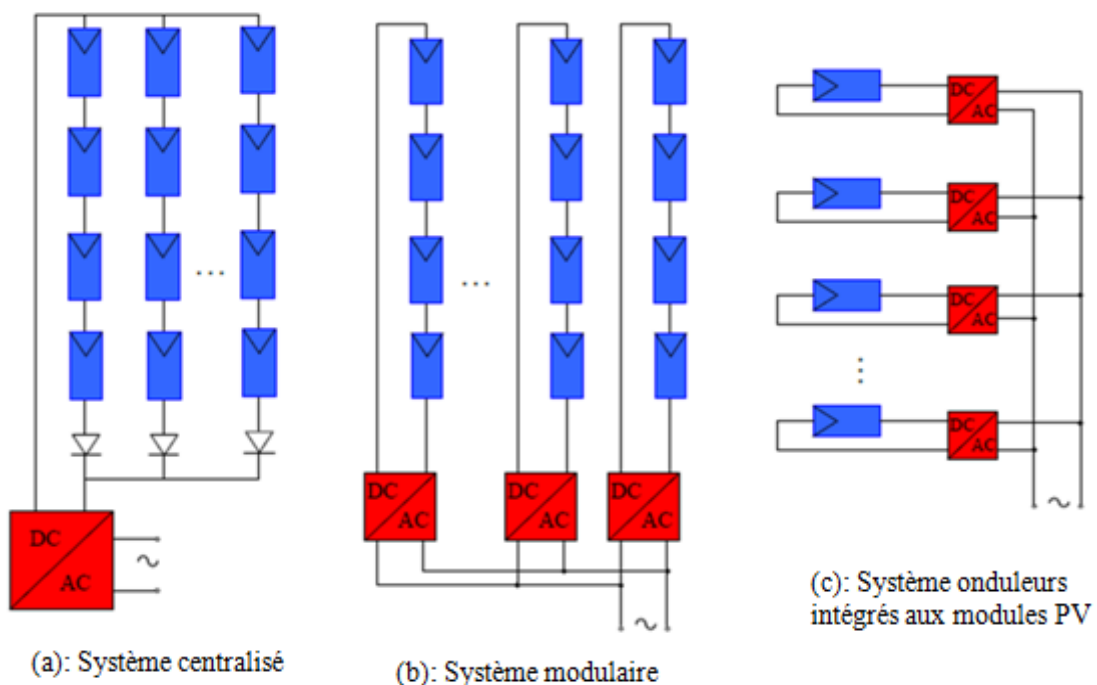 DC
AC
DC
AC
DC
AC
DC
AC
DC
AC
DC
AC
DC
AC
DC
AC
...
...
...
~
~
~
(a): Système centralisé
(b): Système modulaire
(c): Système onduleurs
intégrés aux modules PV